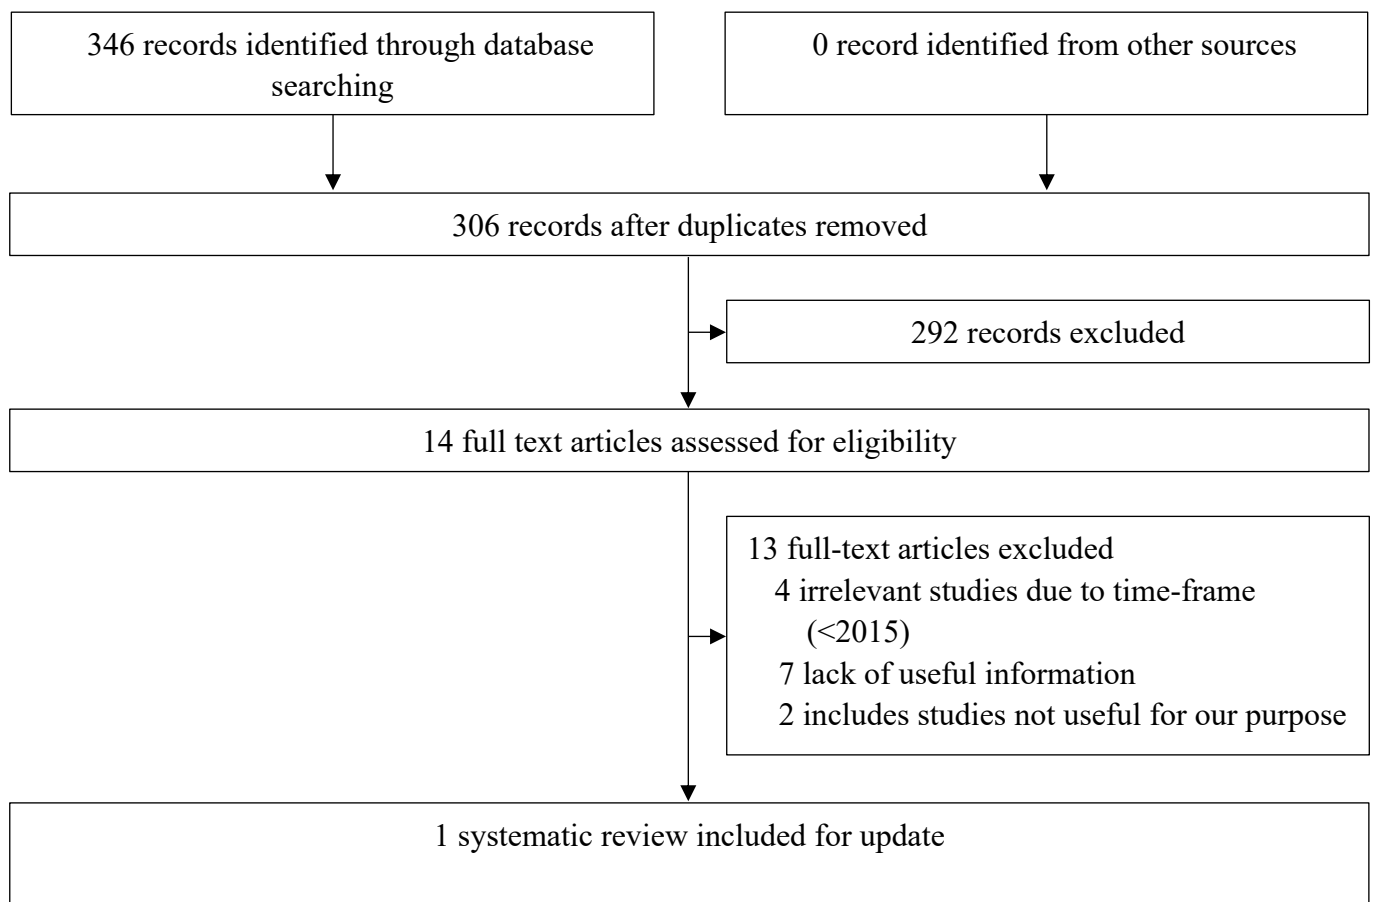 346 records identified through database
searching
0 record identified from other sources
306 records after duplicates removed
292 records excluded
14 full text articles assessed for eligibility
13 full-text articles excluded
4 irrelevant studies due to time-frame
(<2015)
7 lack of useful information
2 includes studies not useful for our purpose
1 systematic review included for update